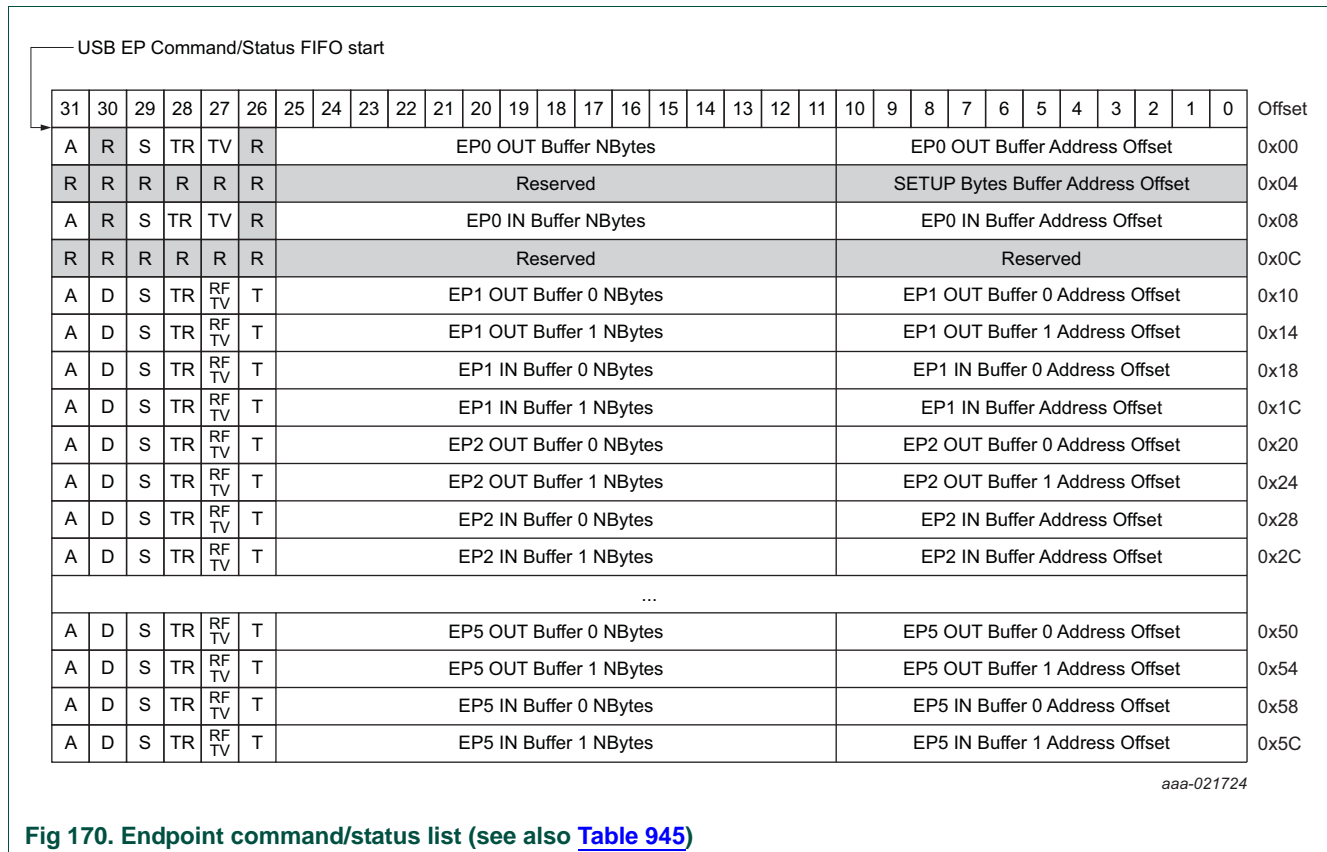 USB EP Command/Status FIFO start
31 30 29 28 27 26 25 24 23 22 21 20 19 18 17 16 15 14 13 12 11 10 9 8 7 6 5 4 3 2 1 0 Offset
A R S TR TV R EP0 OUT Buffer NBytes EP0 OUT Buffer Address Offset 0x00
R R R R R R Reserved SETUP Bytes Buffer Address Offset 0x04
A R S TR TV R EP0 IN Buffer NBytes EP0 IN Buffer Address Offset 0x08
R R R R R R Reserved Reserved 0x0C
A D S TR RF TV T EP1 OUT Buffer 0 NBytes EP1 OUT Buffer 0 Address Offset 0x10
A D S TR RF TV T EP1 OUT Buffer 1 NBytes EP1 OUT Buffer 1 Address Offset 0x14
A D S TR RF TV T EP1 IN Buffer 0 NBytes EP1 IN Buffer 0 Address Offset 0x18
A D S TR RF TV T EP1 IN Buffer 1 NBytes EP1 IN Buffer Address Offset 0x1C
A D S TR RF TV T EP2 OUT Buffer 0 NBytes EP2 OUT Buffer 0 Address Offset 0x20
A D S TR RF TV T EP2 OUT Buffer 1 NBytes EP2 OUT Buffer 1 Address Offset 0x24
A D S TR RF TV T EP2 IN Buffer 0 NBytes EP2 IN Buffer Address Offset 0x28
A D S TR RF TV T EP2 IN Buffer 1 NBytes EP2 IN Buffer Address Offset 0x2C
...
A D S TR RF TV T EP5 OUT Buffer 0 NBytes EP5 OUT Buffer 0 Address Offset 0x50
A D S TR RF TV T EP5 OUT Buffer 1 NBytes EP5 OUT Buffer 1 Address Offset 0x54
A D S TR RF TV T EP5 IN Buffer 0 NBytes EP5 IN Buffer 0 Address Offset 0x58
A D S TR RF TV T EP5 IN Buffer 1 NBytes EP5 IN Buffer 1 Address Offset 0x5C
aaa-021724
Fig 170. Endpoint command/status list (see also Table 945)